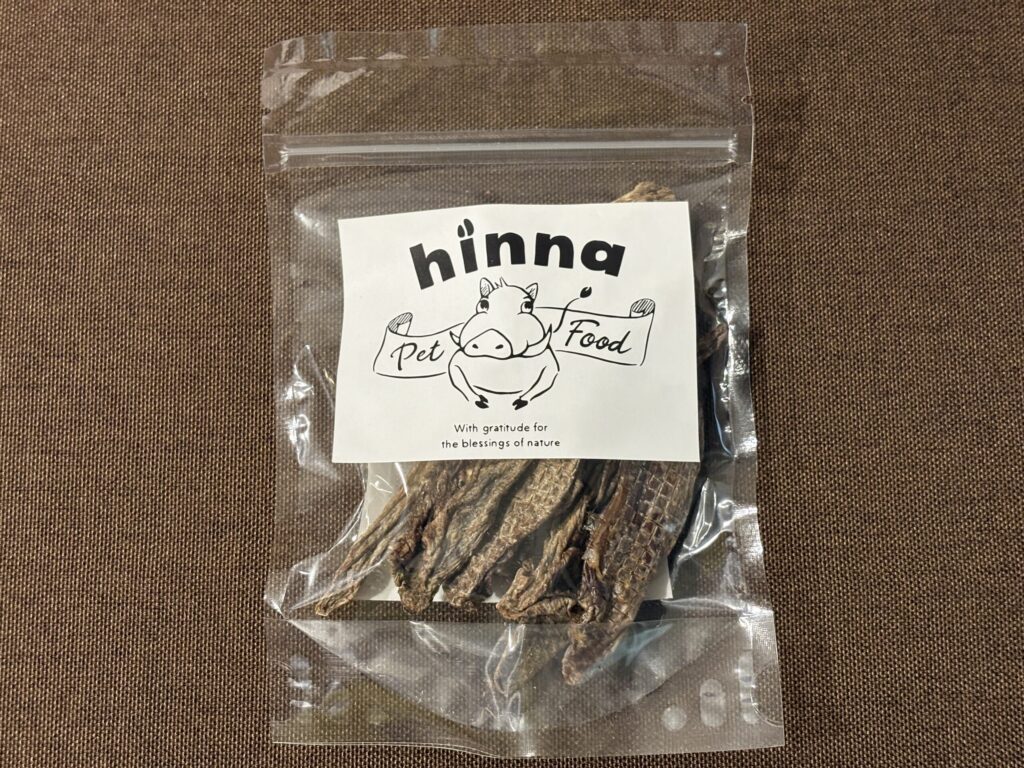 hinna
Pet Food
With gratitude for
the blessings of nature